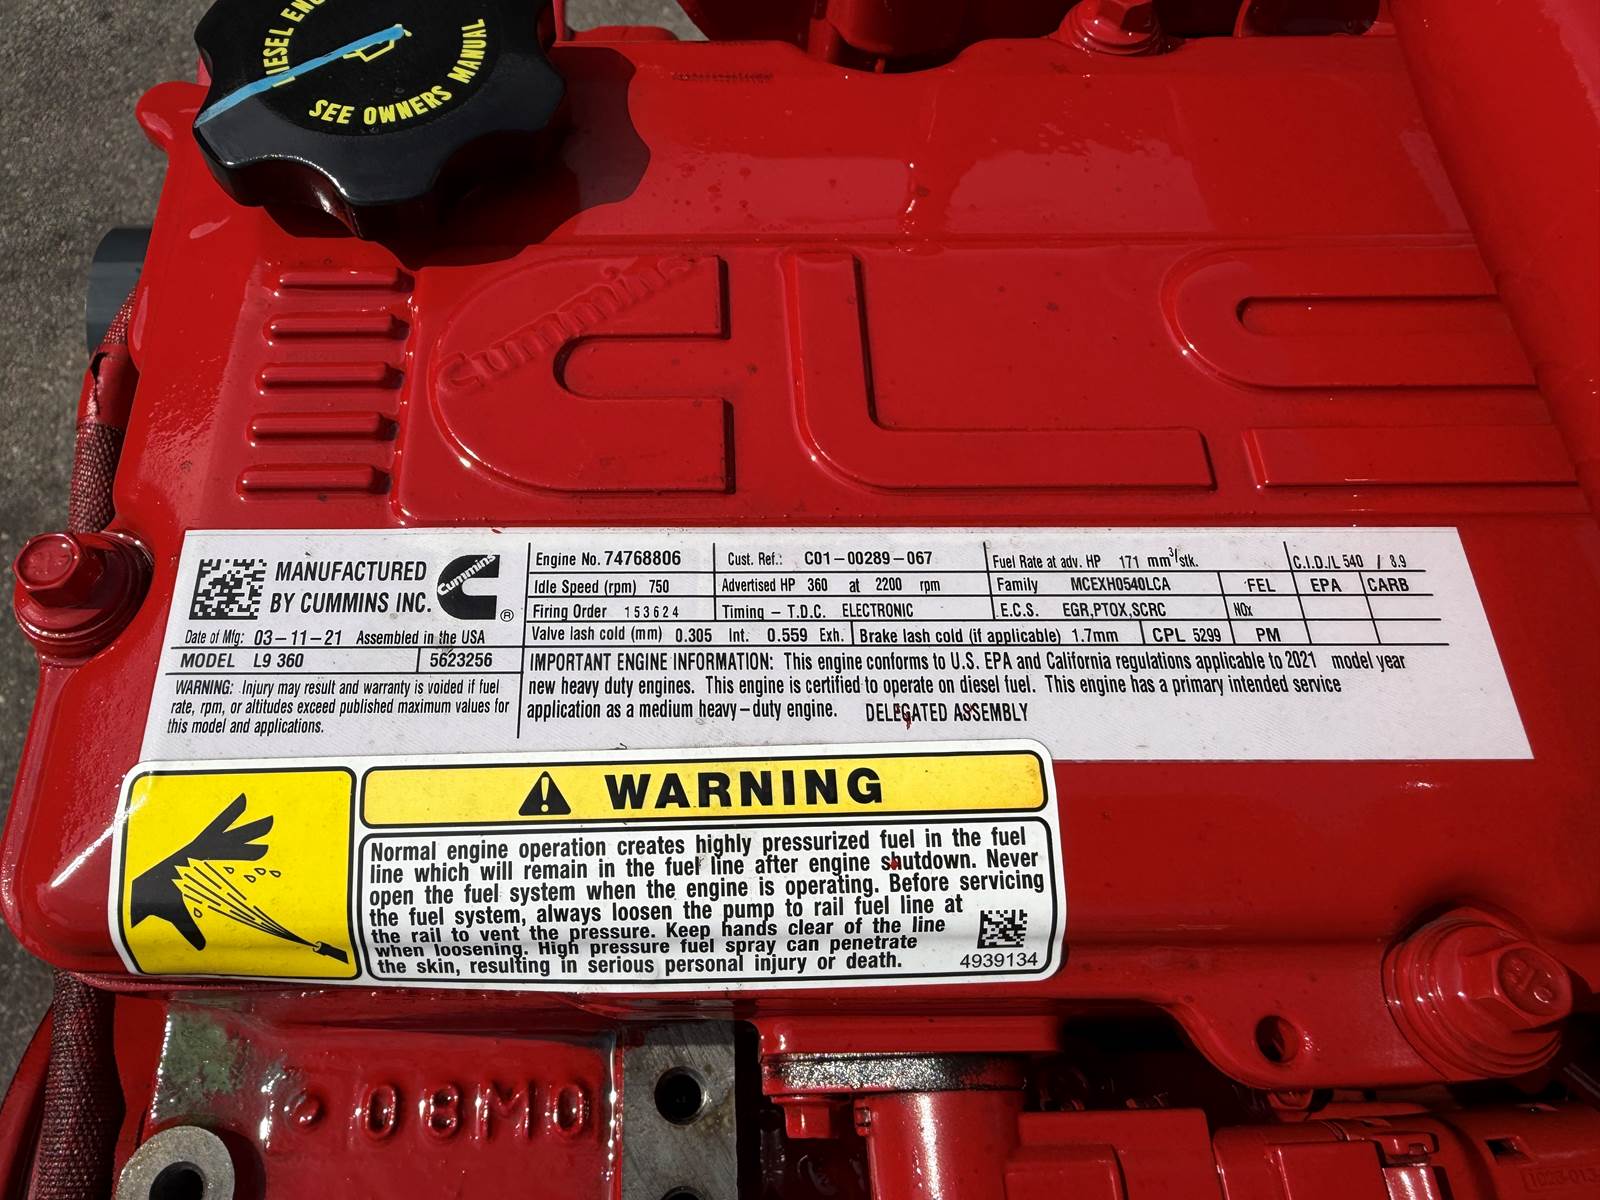 DIESEL ENG
SEE OWNERS MANUAL
Cummins
CLS
MANUFACTURED
BY CUMMINS INC.
Cummins
®
Date of Mfg: 03-11-21 Assembled in the USA
MODEL L9 360 5623256
WARNING: Injury may result and warranty is voided if fuel
rate, rpm, or altitudes exceed published maximum values for
this model and applications.
Engine No. 74768806 Cust. Ref.: C01-00289-067 Fuel Rate at adv. HP 171 mm³/stk. C.I.D./L 540 / 8.9
Idle Speed (rpm) 750 Advertised HP 360 at 2200 rpm Family MCEXH0540LCA FEL EPA CARB
Firing Order 153624 Timing - T.D.C. ELECTRONIC E.C.S. EGR,PTOX,SCRC NOx
Valve lash cold (mm) 0.305 Int. 0.559 Exh. Brake lash cold (if applicable) 1.7mm CPL 5299 PM
IMPORTANT ENGINE INFORMATION: This engine conforms to U.S. EPA and California regulations applicable to 2021 model year
new heavy duty engines. This engine is certified to operate on diesel fuel. This engine has a primary intended service
application as a medium heavy-duty engine. DELEGATED ASSEMBLY
WARNING
Normal engine operation creates highly pressurized fuel in the fuel
line which will remain in the fuel line after engine shutdown. Never
open the fuel system when the engine is operating. Before servicing
the fuel system, always loosen the pump to rail fuel line at
the rail to vent the pressure. Keep hands clear of the line
when loosening. High pressure fuel spray can penetrate
the skin, resulting in serious personal injury or death.
4939134
08M0